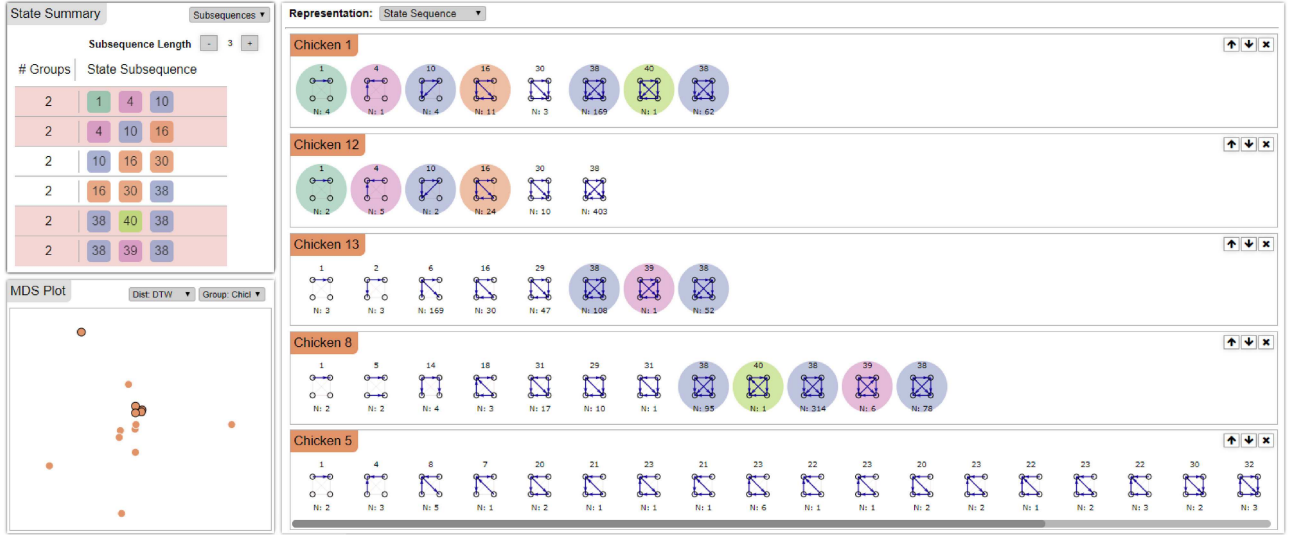 State Summary
Subsequences ▼
Subsequence Length - 3 +
# Groups State Subsequence
2 1 4 10
2 4 10 16
2 10 16 30
2 16 30 38
2 38 40 38
2 38 39 38
MDS Plot
Dist: DTW ▼
Group: Chicl ▼
Representation: State Sequence ▼
Chicken 1
1 4 10 16 30 38 40 38
N: 4 N: 1 N: 4 N: 11 N: 3 N: 169 N: 1 N: 62
Chicken 12
1 4 10 16 30 38
N: 2 N: 5 N: 2 N: 24 N: 10 N: 403
Chicken 13
1 2 6 16 29 38 39 38
N: 3 N: 3 N: 169 N: 30 N: 47 N: 108 N: 1 N: 52
Chicken 8
1 5 14 18 31 29 31 38 40 38 39 38
N: 2 N: 2 N: 4 N: 3 N: 17 N: 10 N: 1 N: 95 N: 1 N: 314 N: 6 N: 78
Chicken 5
1 4 8 7 20 21 23 21 23 22 23 20 23 22 23 22 30 32
N: 2 N: 3 N: 5 N: 1 N: 2 N: 1 N: 1 N: 1 N: 6 N: 1 N: 1 N: 2 N: 2 N: 1 N: 2 N: 3 N: 2 N: 3